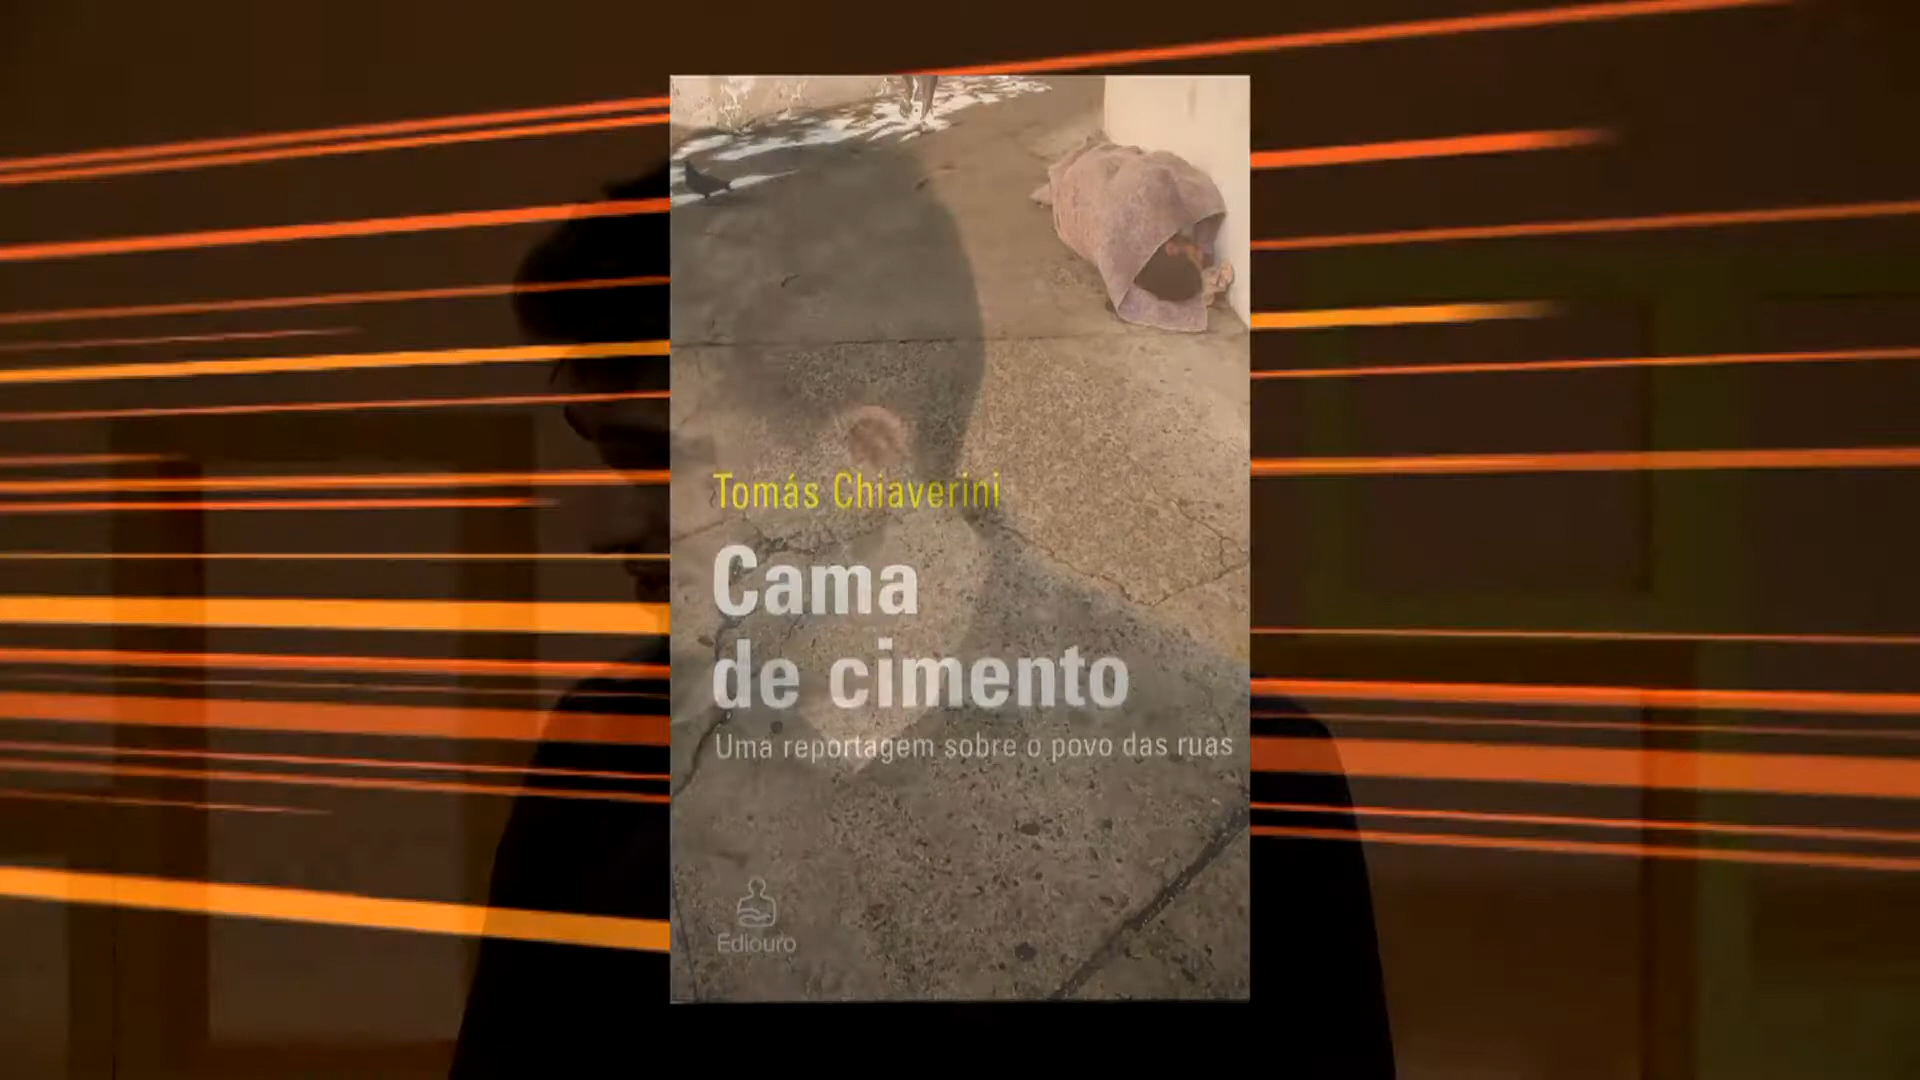 Tomás Chiaverini
Cama
de cimento
Uma reportagem sobre o povo das ruas
Ediouro